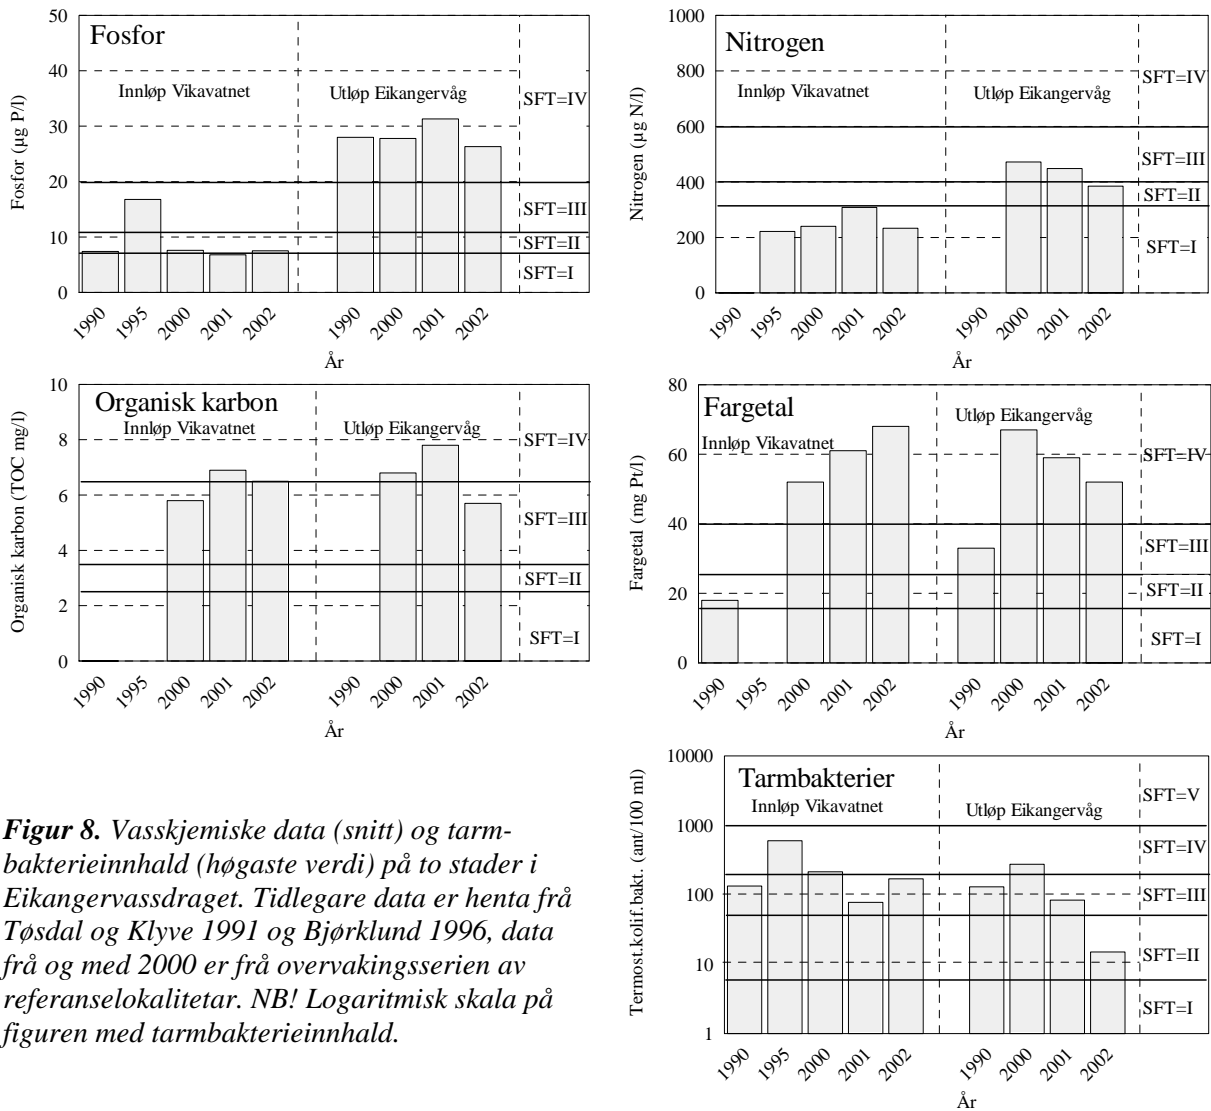 Fosfor
Innløp Vikavatnet
Utløp Eikangervåg
Fosfor (µg P/l)
50
40
30
20
10
0
SFT=IV
SFT=III
SFT=II
SFT=I
1990
1995
2000
2001
2002
1990
2000
2001
2002
År
Nitrogen
Innløp Vikavatnet
Utløp Eikangervåg
Nitrogen (µg N/l)
1000
800
600
400
200
0
SFT=IV
SFT=III
SFT=II
SFT=I
1990
1995
2000
2001
2002
1990
2000
2001
2002
År
Organisk karbon
Innløp Vikavatnet
Utløp Eikangervåg
Organisk karbon (TOC mg/l)
10
8
6
4
2
0
SFT=IV
SFT=III
SFT=II
SFT=I
1990
1995
2000
2001
2002
1990
2000
2001
2002
År
Fargetal
Innløp Vikavatnet
Utløp Eikangervåg
Fargetal (mg Pt/l)
80
60
40
20
0
SFT=IV
SFT=III
SFT=II
SFT=I
1990
1995
2000
2001
2002
1990
2000
2001
2002
År
Tarmbakterier
Innløp Vikavatnet
Utløp Eikangervåg
Termost.kolif.bakt. (ant/100 ml)
10000
1000
100
10
1
SFT=V
SFT=IV
SFT=III
SFT=II
SFT=I
1990
1995
2000
2001
2002
1990
2000
2001
2002
År
Figur 8. Vasskjemiske data (snitt) og tarm-
bakterieinnhald (høgaste verdi) på to stader i
Eikangervassdraget. Tidlegare data er henta frå
Tøsdal og Klyve 1991 og Bjørklund 1996, data
frå og med 2000 er frå overvakingsserien av
referanselokalitetar. NB! Logaritmisk skala på
figuren med tarmbakterieinnhald.